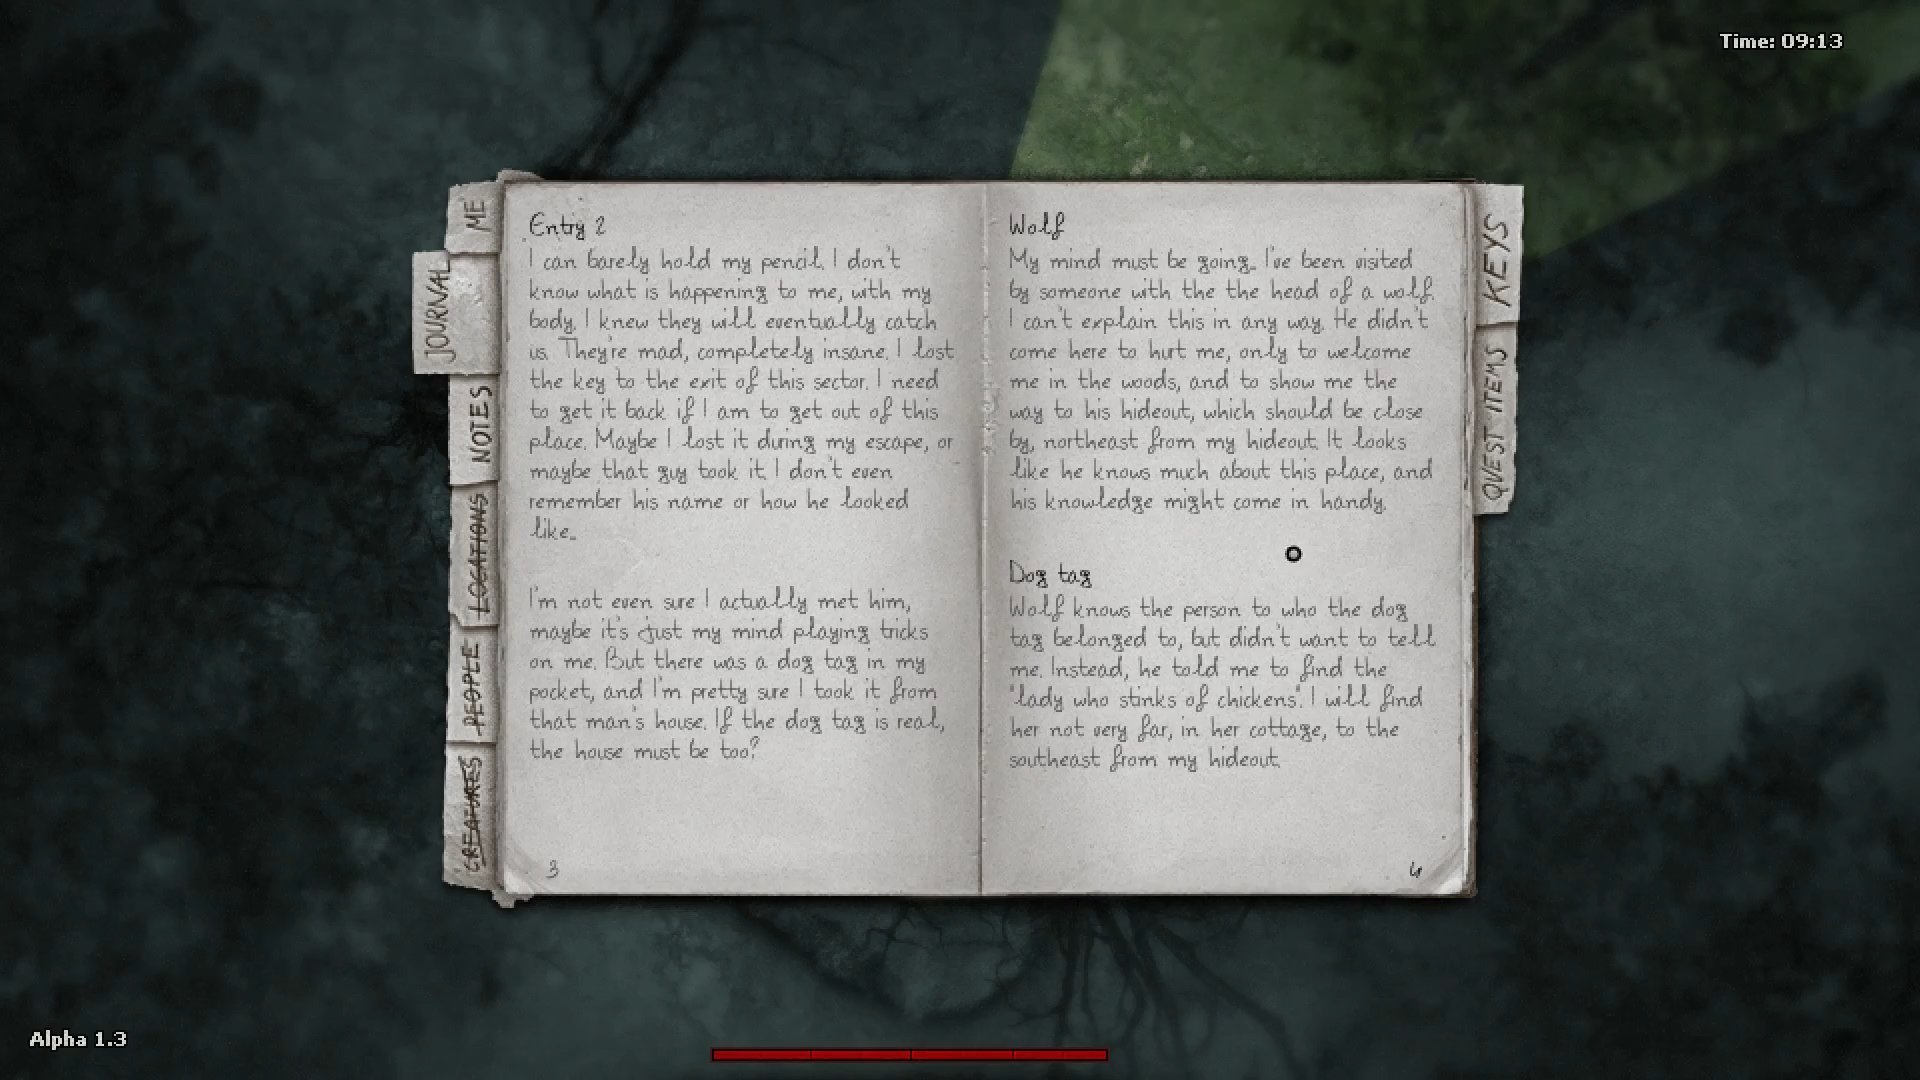 Time: 09:13
ME
JOURNAL
NOTES
LOCATIONS
PEOPLE
CREATURES
Entry 2
I can barely hold my pencil. I don't
know what is happening to me, with my
body. I knew they will eventually catch
us. They're mad, completely insane. I lost
the key to the exit of this sector. I need
to get it back if I am to get out of this
place. Maybe I lost it during my escape, or
maybe that guy took it. I don't even
remember his name or how he looked
like...
I'm not even sure I actually met him,
maybe it's just my mind playing tricks
on me. But there was a dog tag in my
pocket, and I'm pretty sure I took it from
that man's house. If the dog tag is real,
the house must be too?
3
Wolf
My mind must be going... I've been visited
by someone with the the head of a wolf.
I can't explain this in any way. He didn't
come here to hurt me, only to welcome
me in the woods, and to show me the
way to his hideout, which should be close
by, northeast from my hideout. It looks
like he knows much about this place, and
his knowledge might come in handy.
Dog tag
Wolf knows the person to who the dog
tag belonged to, but didn't want to tell
me. Instead, he told me to find the
"lady who stinks of chickens". I will find
her not very far, in her cottage, to the
southeast from my hideout.
4
KEYS
QUEST ITEMS
Alpha 1.3